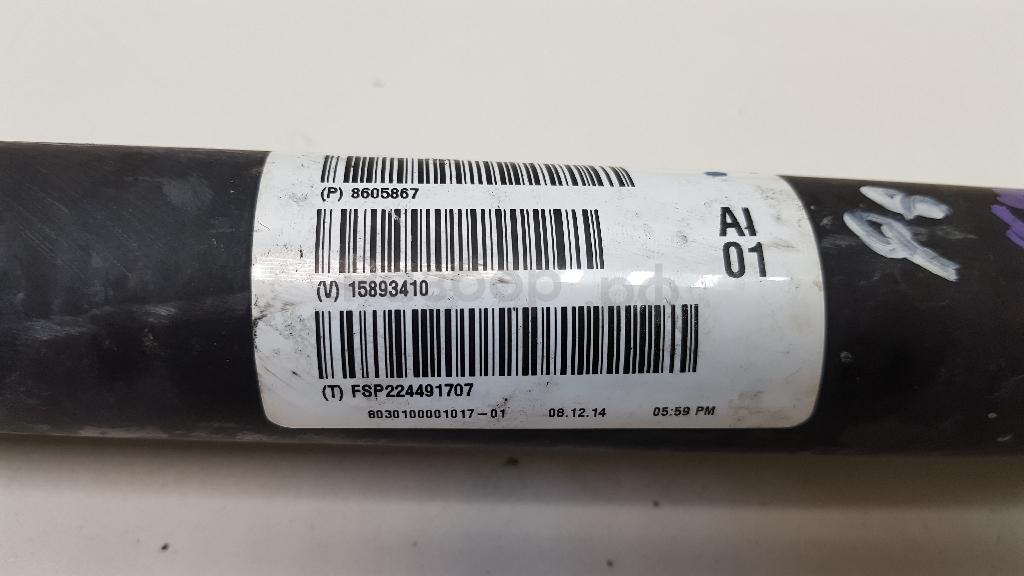 (P) 8605867
(V) 15893410
(T) FSP224491707
8030100001017-01 08.12.14 05:59 PM
AI
01